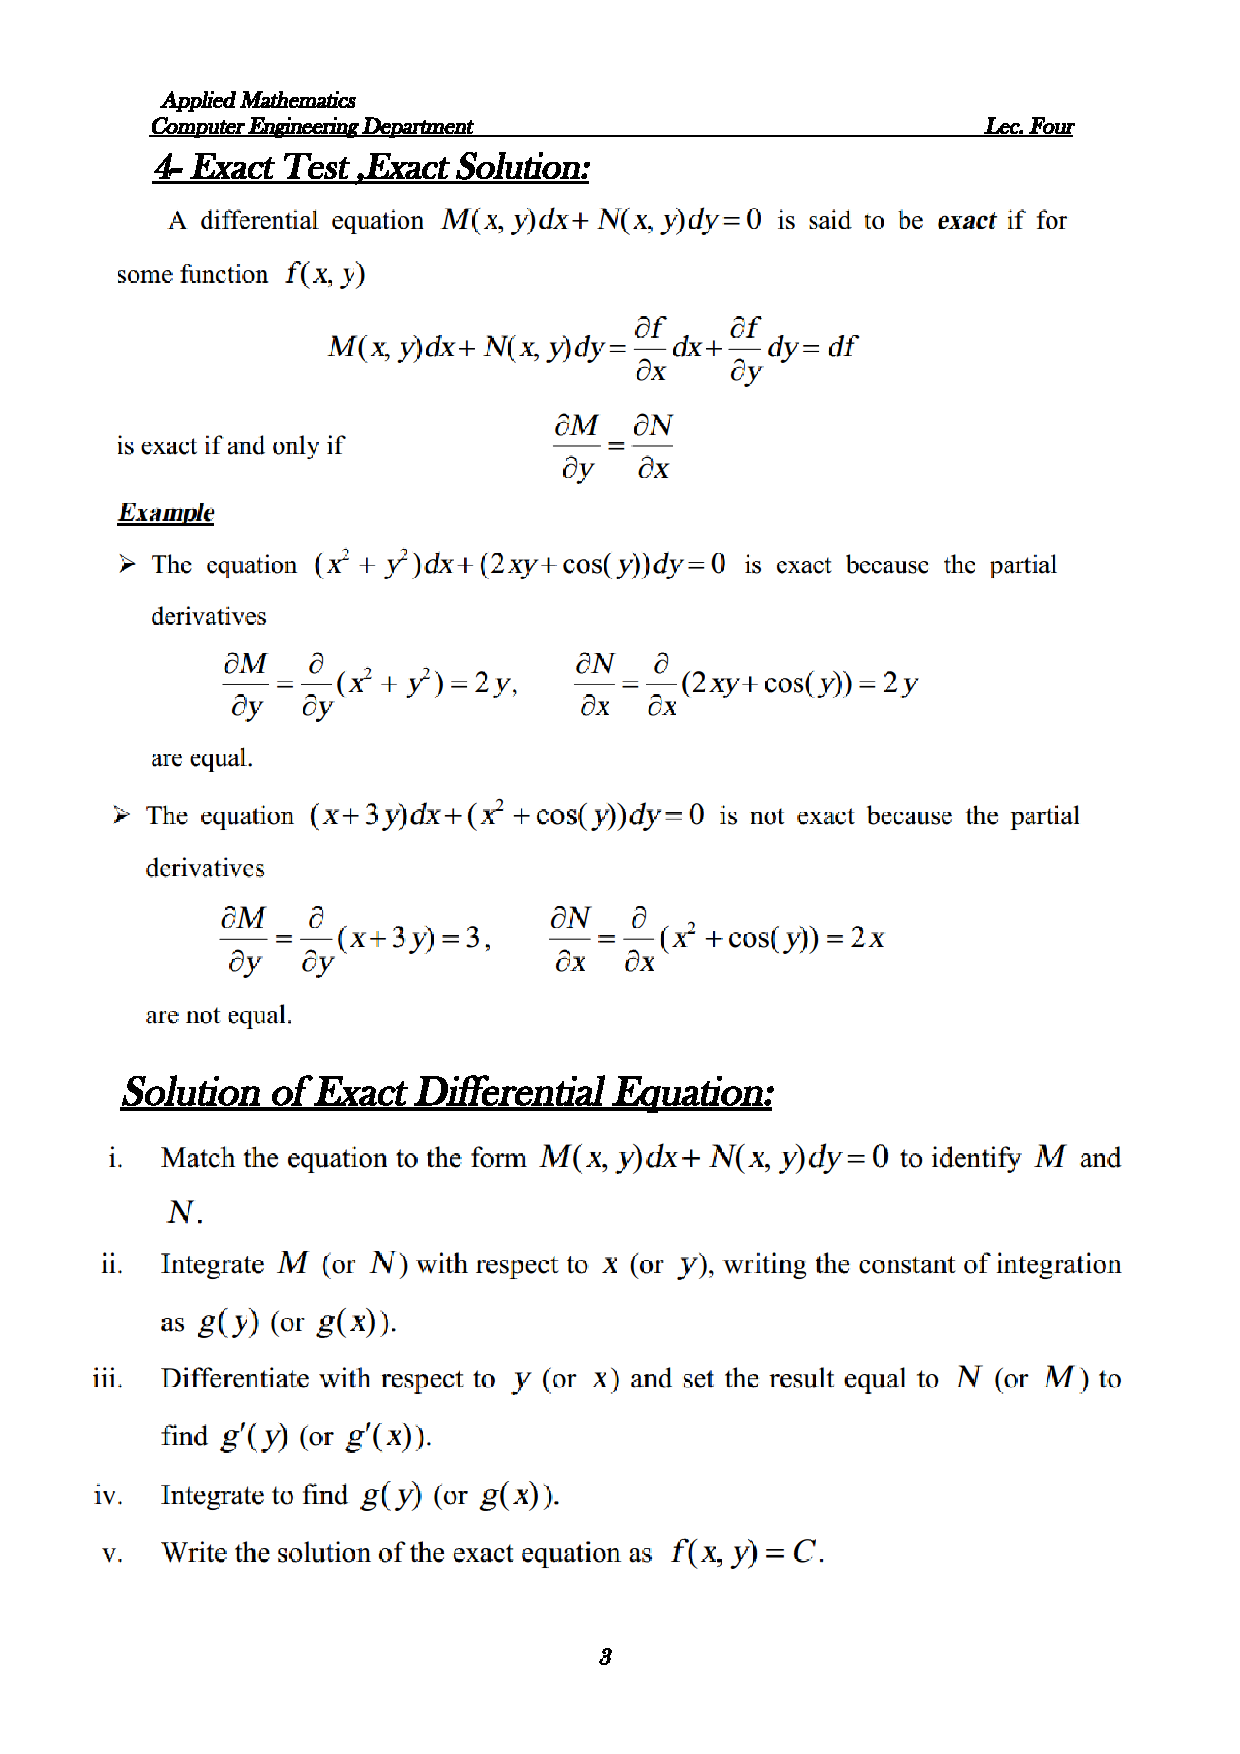 Applied Mathematics
Computer Engineering Department Lec. Four
4- Exact Test ,Exact Solution:
A differential equation M(x, y)dx + N(x, y)dy = 0 is said to be exact if for
some function f(x, y)
M(x, y)dx + N(x, y)dy = ∂f/∂x dx + ∂f/∂y dy = df
is exact if and only if ∂M/∂y = ∂N/∂x
Example
➢ The equation (x² + y²)dx + (2xy + cos(y))dy = 0 is exact because the partial
derivatives
∂M/∂y = ∂/∂y (x² + y²) = 2y, ∂N/∂x = ∂/∂x (2xy + cos(y)) = 2y
are equal.
➢ The equation (x + 3y)dx + (x² + cos(y))dy = 0 is not exact because the partial
derivatives
∂M/∂y = ∂/∂y (x + 3y) = 3, ∂N/∂x = ∂/∂x (x² + cos(y)) = 2x
are not equal.
Solution of Exact Differential Equation:
i. Match the equation to the form M(x, y)dx + N(x, y)dy = 0 to identify M and
N.
ii. Integrate M (or N) with respect to x (or y), writing the constant of integration
as g(y) (or g(x)).
iii. Differentiate with respect to y (or x) and set the result equal to N (or M) to
find g′(y) (or g′(x)).
iv. Integrate to find g(y) (or g(x)).
v. Write the solution of the exact equation as f(x, y) = C.
3